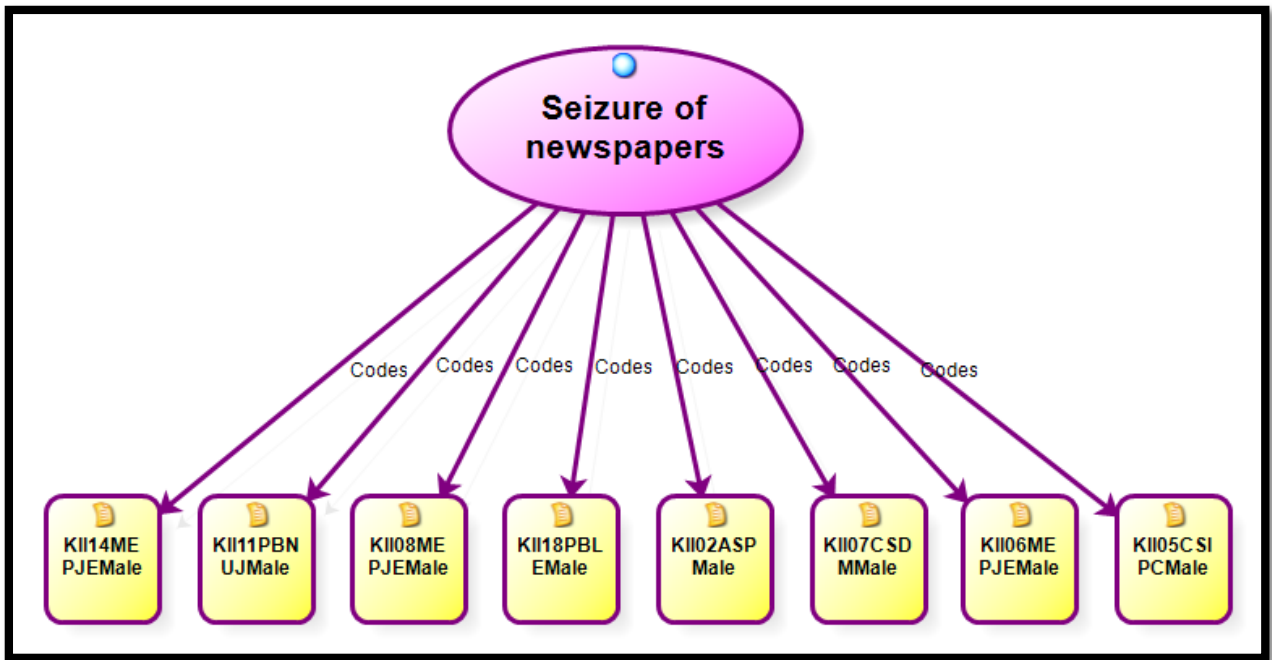 Seizure of
newspapers
Codes Codes Codes Codes Codes Codes Codes Codes
KII14ME
PJEMale
KII11PBN
UJMale
KII08ME
PJEMale
KII18PBL
EMale
KII02ASP
Male
KII07CSD
MMale
KII06ME
PJEMale
KII05CSI
PCMale